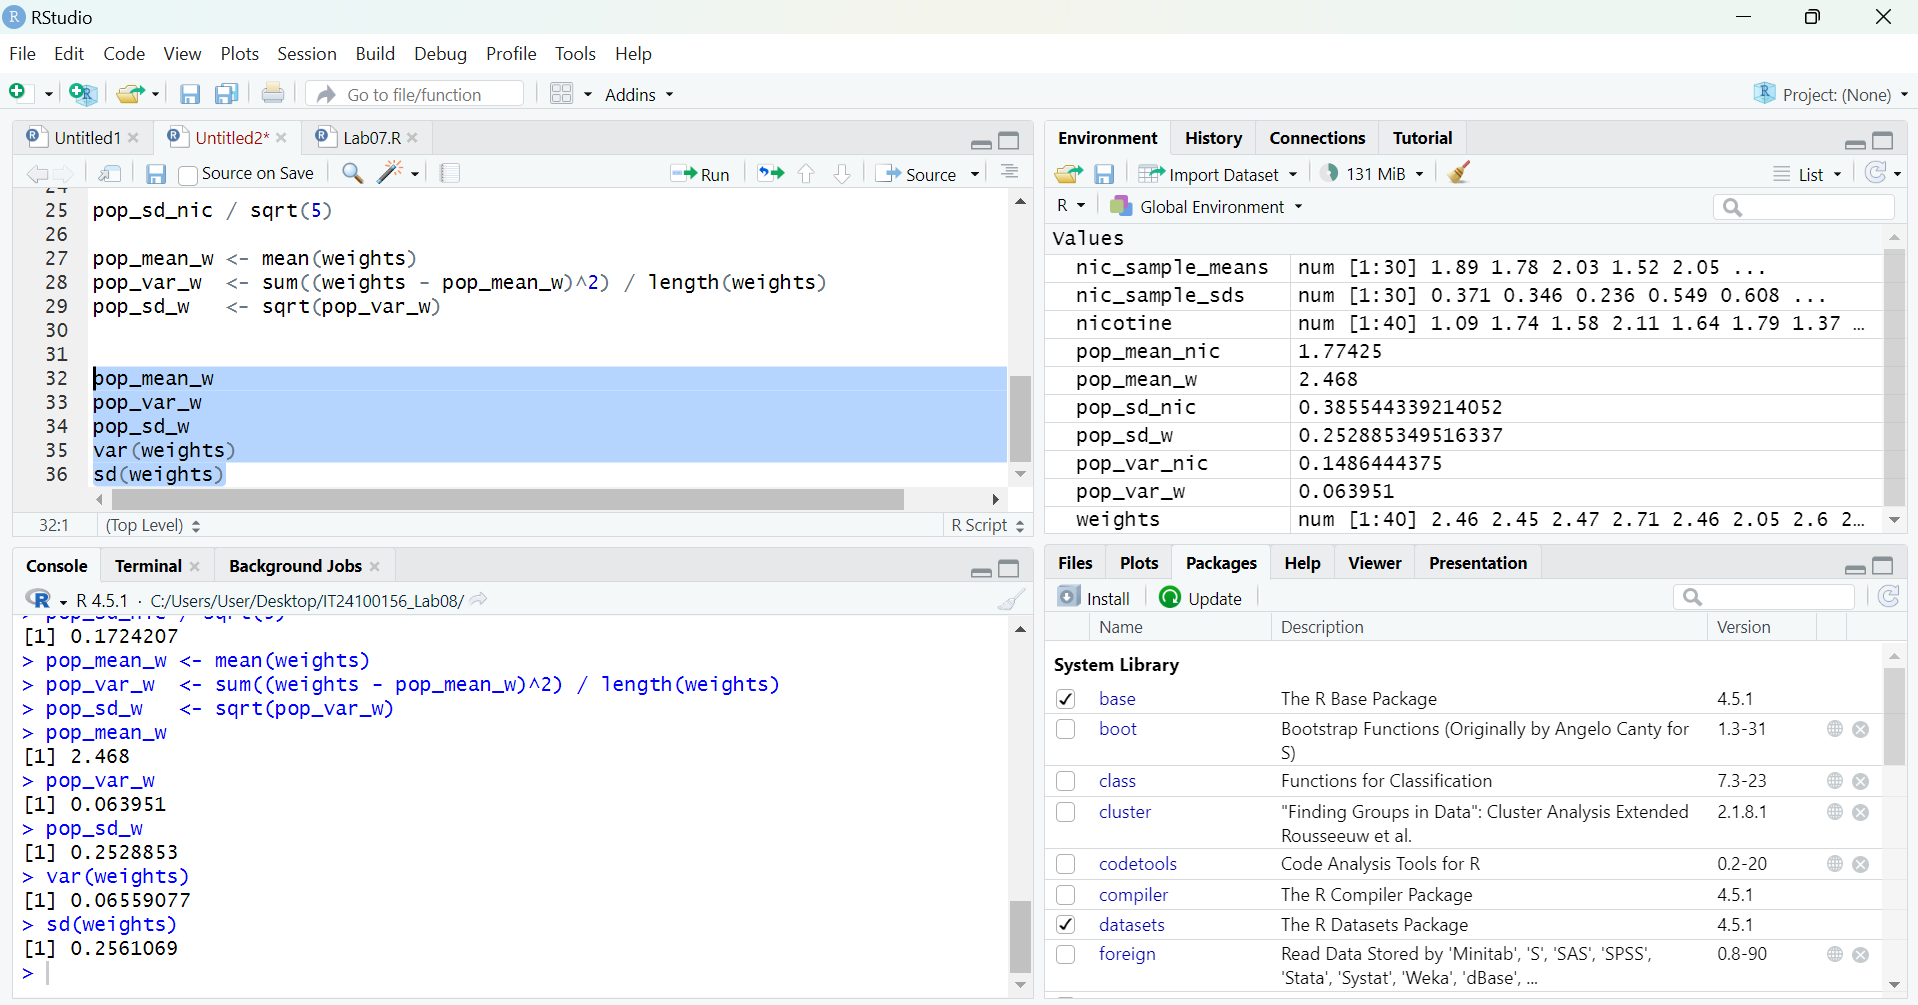 RStudio
File Edit Code View Plots Session Build Debug Profile Tools Help
Go to file/function Addins Project: (None)
Untitled1 Untitled2* Lab07.R
Source on Save Run Source
24
25 pop_sd_nic / sqrt(5)
26
27 pop_mean_w <- mean(weights)
28 pop_var_w <- sum((weights - pop_mean_w)^2) / length(weights)
29 pop_sd_w <- sqrt(pop_var_w)
30
31
32 pop_mean_w
33 pop_var_w
34 pop_sd_w
35 var(weights)
36 sd(weights)
32:1 (Top Level) R Script
Console Terminal Background Jobs
R 4.5.1 · C:/Users/User/Desktop/IT24100156_Lab08/
> pop_sd_nic / sqrt(5)
[1] 0.1724207
> pop_mean_w <- mean(weights)
> pop_var_w <- sum((weights - pop_mean_w)^2) / length(weights)
> pop_sd_w <- sqrt(pop_var_w)
> pop_mean_w
[1] 2.468
> pop_var_w
[1] 0.063951
> pop_sd_w
[1] 0.2528853
> var(weights)
[1] 0.06559077
> sd(weights)
[1] 0.2561069
>
Environment History Connections Tutorial
Import Dataset 131 MiB List
R Global Environment
Values
nic_sample_means num [1:30] 1.89 1.78 2.03 1.52 2.05 ...
nic_sample_sds num [1:30] 0.371 0.346 0.236 0.549 0.608 ...
nicotine num [1:40] 1.09 1.74 1.58 2.11 1.64 1.79 1.37 …
pop_mean_nic 1.77425
pop_mean_w 2.468
pop_sd_nic 0.385544339214052
pop_sd_w 0.252885349516337
pop_var_nic 0.1486444375
pop_var_w 0.063951
weights num [1:40] 2.46 2.45 2.47 2.71 2.46 2.05 2.6 2…
Files Plots Packages Help Viewer Presentation
Install Update
Name Description Version
System Library
base The R Base Package 4.5.1
boot Bootstrap Functions (Originally by Angelo Canty for 1.3-31
S)
class Functions for Classification 7.3-23
cluster "Finding Groups in Data": Cluster Analysis Extended 2.1.8.1
Rousseeuw et al.
codetools Code Analysis Tools for R 0.2-20
compiler The R Compiler Package 4.5.1
datasets The R Datasets Package 4.5.1
foreign Read Data Stored by 'Minitab', 'S', 'SAS', 'SPSS', 0.8-90
'Stata', 'Systat', 'Weka', 'dBase', ...